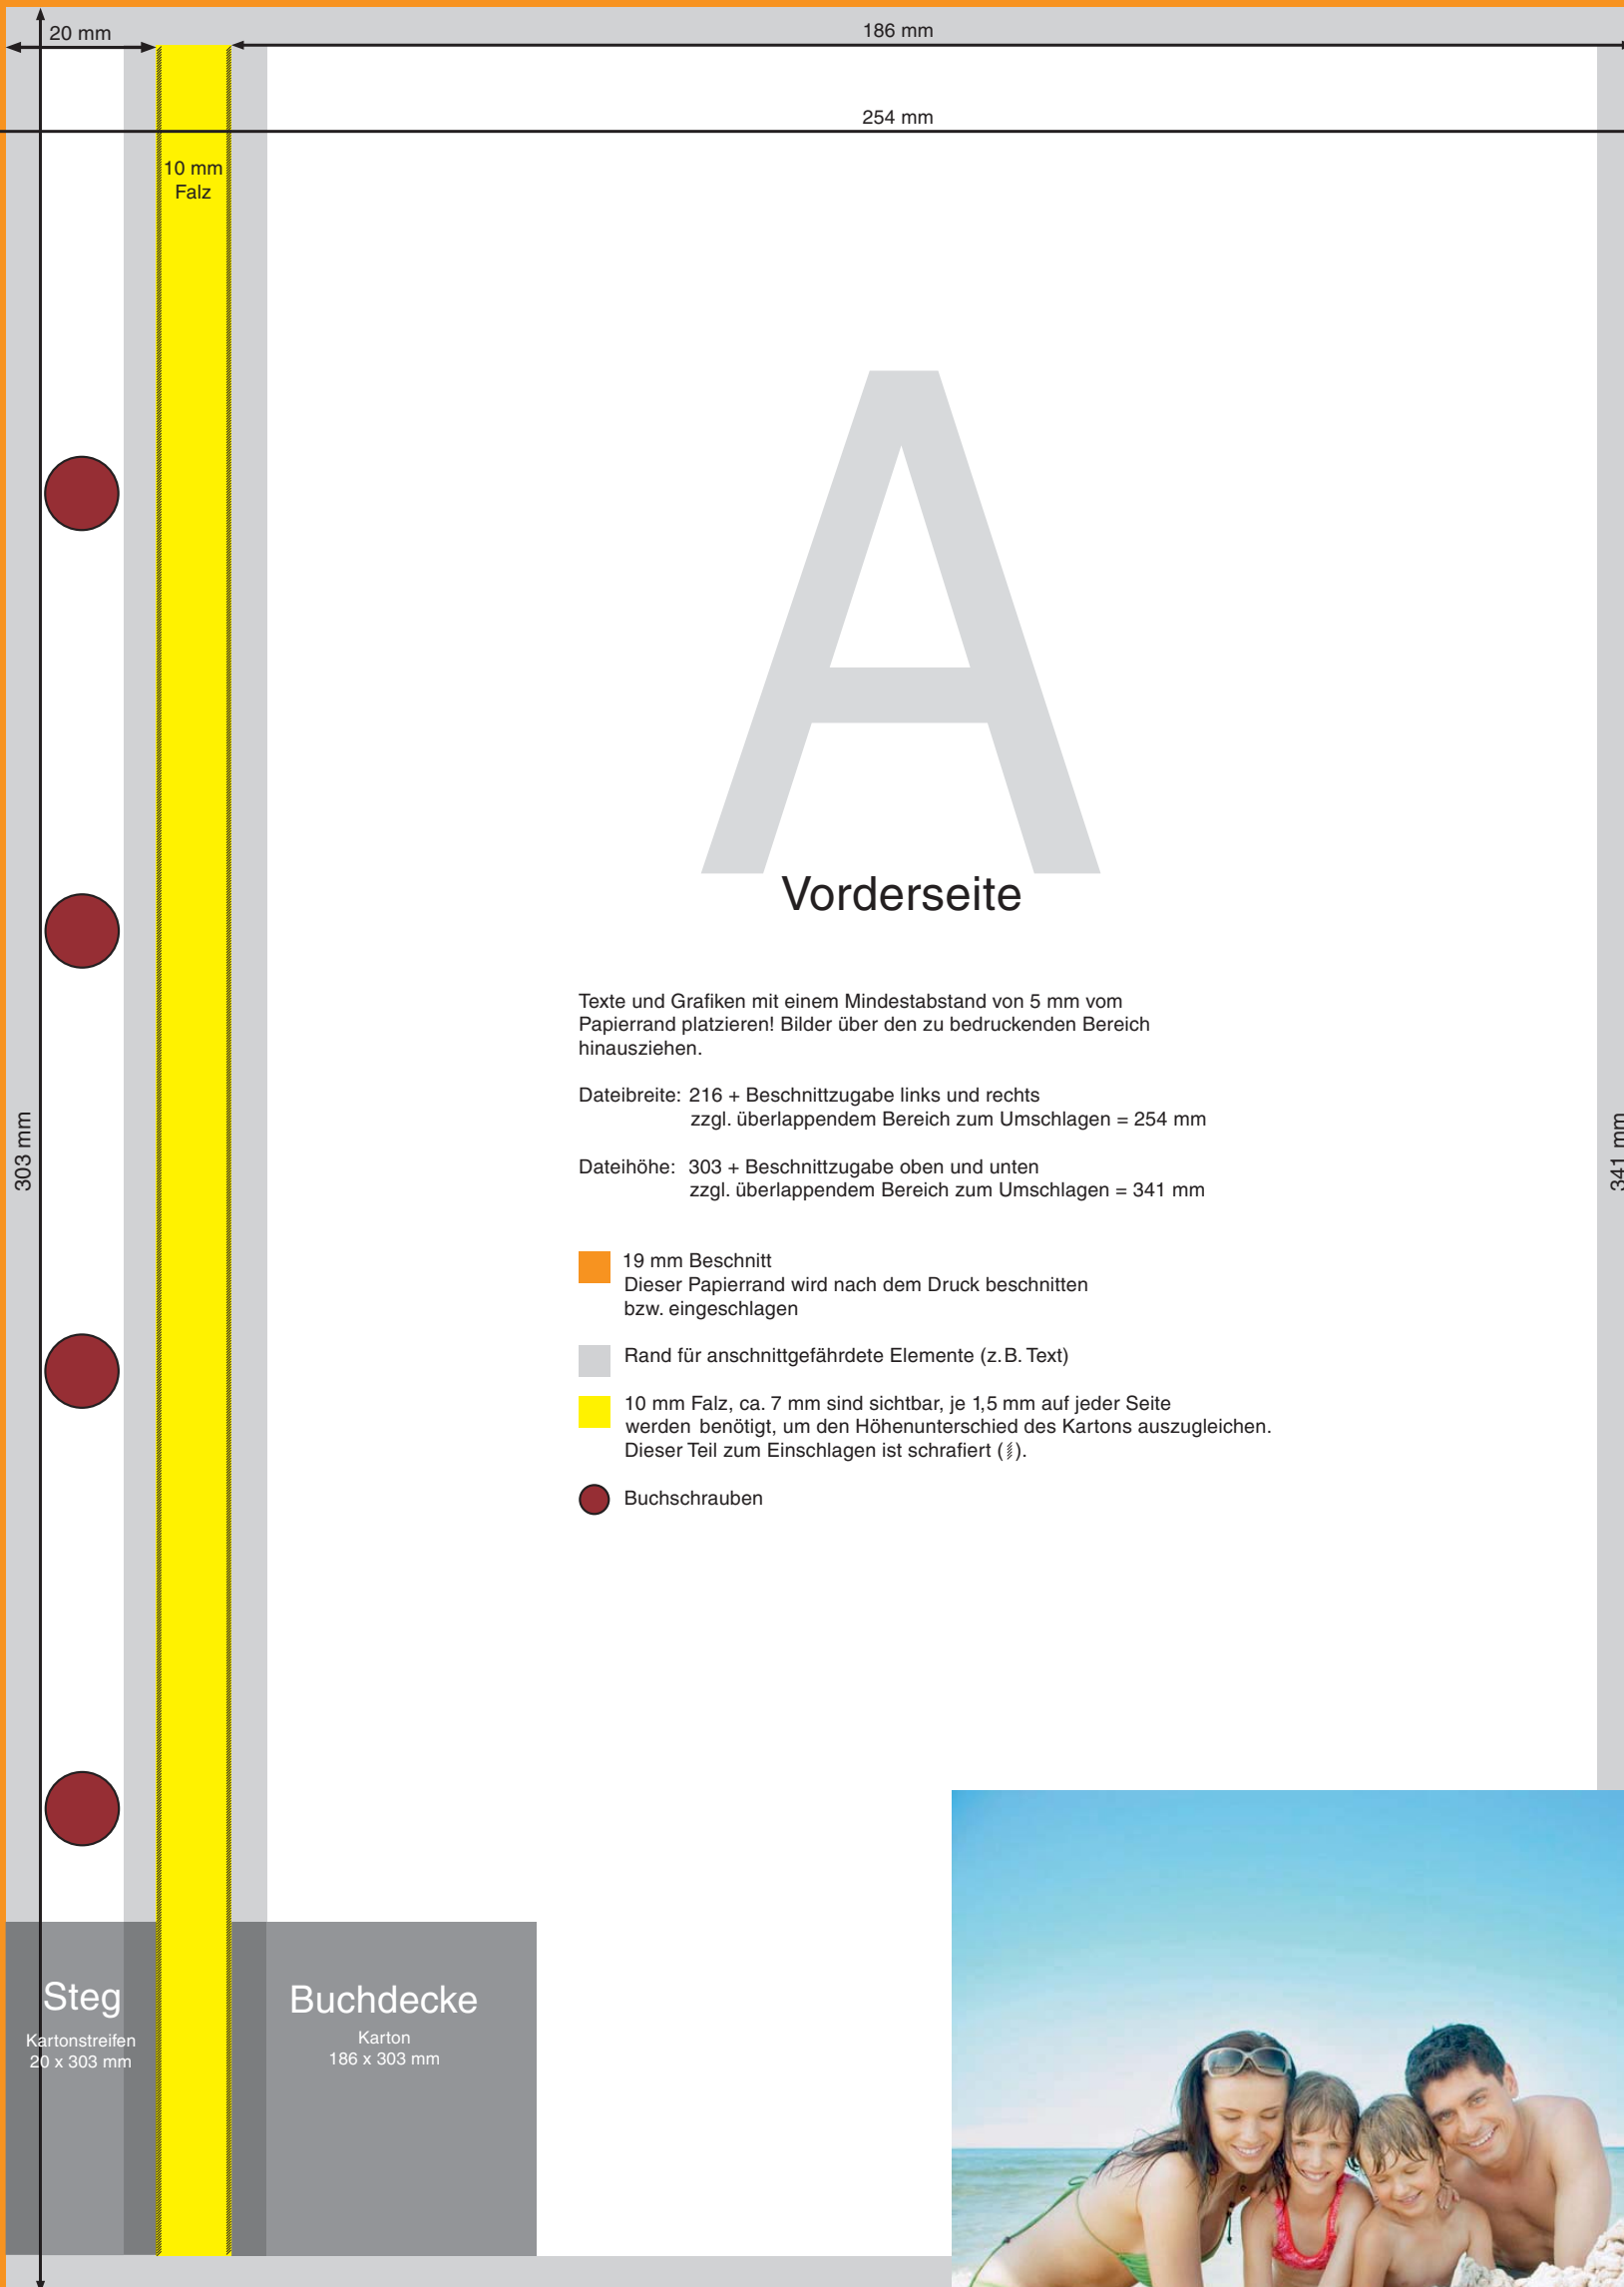 20 mm
186 mm
254 mm
10 mm
Falz
A
Vorderseite
Texte und Grafiken mit einem Mindestabstand von 5 mm vom
Papierrand platzieren! Bilder über den zu bedruckenden Bereich
hinausziehen.
Dateibreite: 216 + Beschnittzugabe links und rechts
zzgl. überlappendem Bereich zum Umschlagen = 254 mm
303 mm
341 mm
Dateihöhe: 303 + Beschnittzugabe oben und unten
zzgl. überlappendem Bereich zum Umschlagen = 341 mm
19 mm Beschnitt
Dieser Papierrand wird nach dem Druck beschnitten
bzw. eingeschlagen
Rand für anschnittgefährdete Elemente (z.B. Text)
10 mm Falz, ca. 7 mm sind sichtbar, je 1,5 mm auf jeder Seite
werden benötigt, um den Höhenunterschied des Kartons auszugleichen.
Dieser Teil zum Einschlagen ist schrafiert ( ).
Buchschrauben
Steg
Kartonstreifen
20 x 303 mm
Buchdecke
Karton
186 x 303 mm